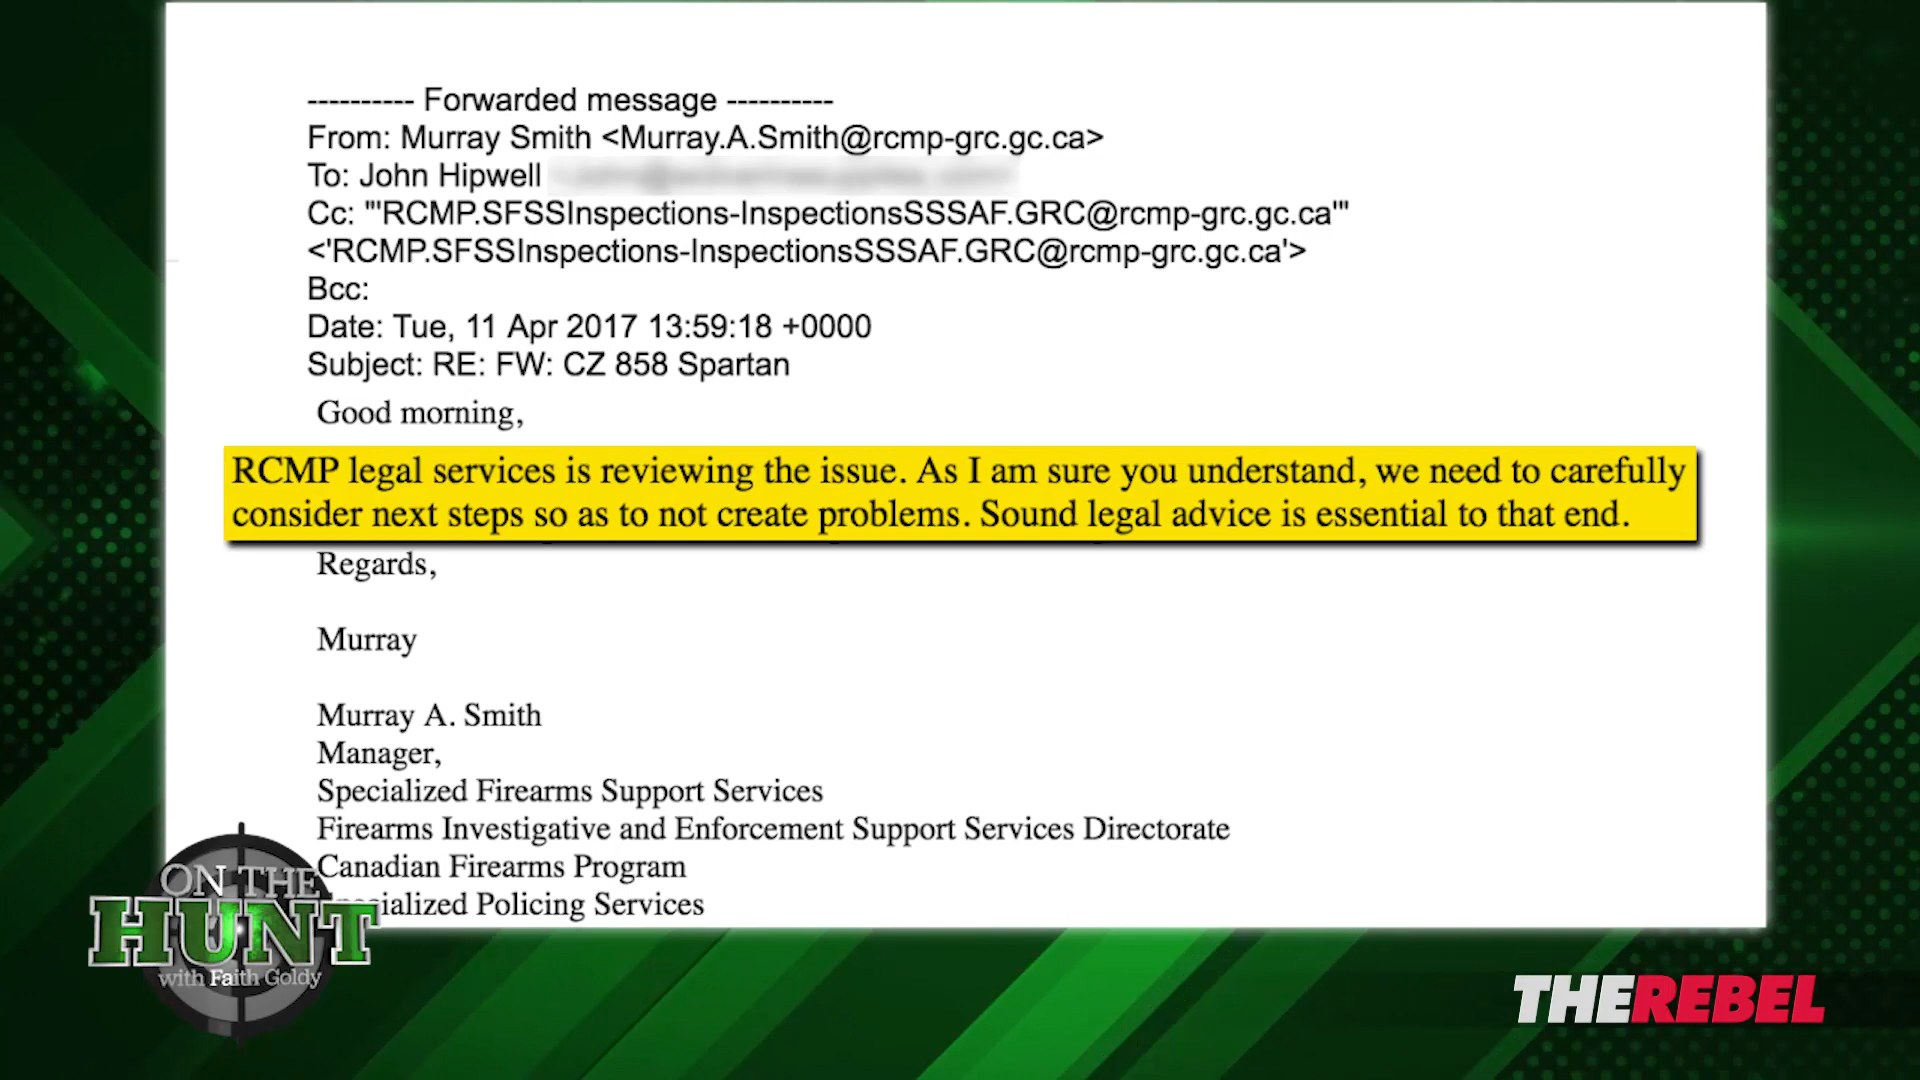 ---------- Forwarded message ----------
From: Murray Smith <Murray.A.Smith@rcmp-grc.gc.ca>
To: John Hipwell
Cc: "'RCMP.SFSSInspections-InspectionsSSSAF.GRC@rcmp-grc.gc.ca'"
<'RCMP.SFSSInspections-InspectionsSSSAF.GRC@rcmp-grc.gc.ca'>
Bcc:
Date: Tue, 11 Apr 2017 13:59:18 +0000
Subject: RE: FW: CZ 858 Spartan
Good morning,
RCMP legal services is reviewing the issue. As I am sure you understand, we need to carefully
consider next steps so as to not create problems. Sound legal advice is essential to that end.
Regards,
Murray
Murray A. Smith
Manager,
Specialized Firearms Support Services
Firearms Investigative and Enforcement Support Services Directorate
Canadian Firearms Program
Specialized Policing Services
ON THE
HUNT
with Faith Goldy
THEREBEL